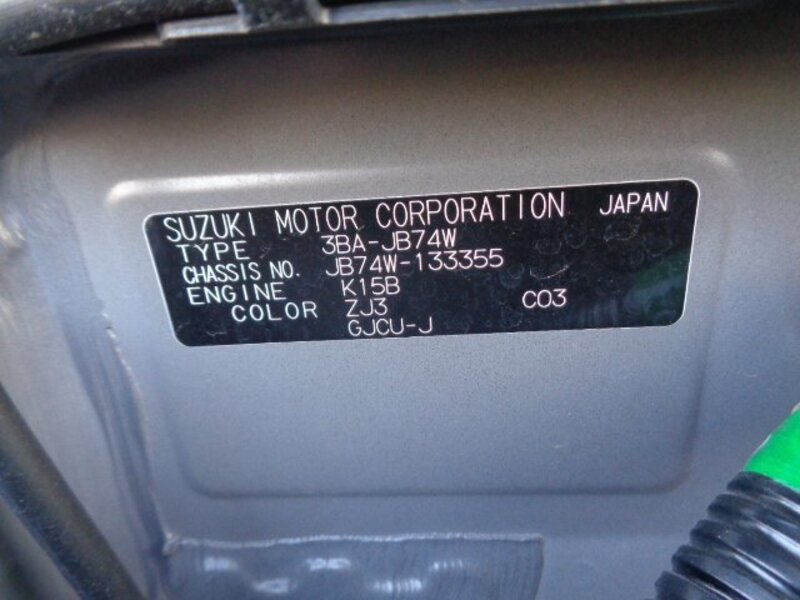 SUZUKI MOTOR CORPORATION JAPAN
TYPE 3BA-JB74W
CHASSIS NO. JB74W-133355
ENGINE K15B
COLOR ZJ3 C03
GJCU-J